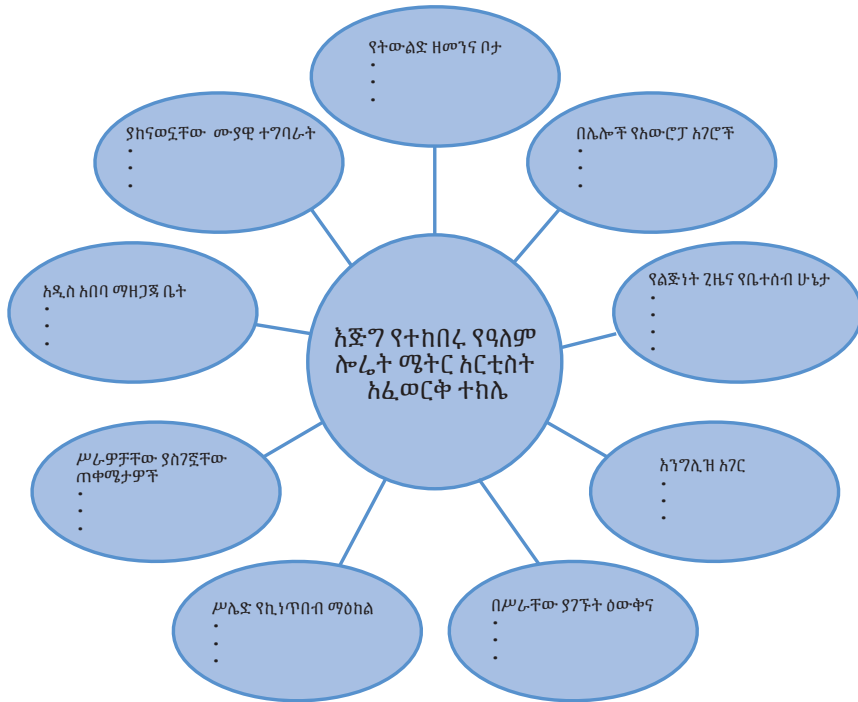 የትውልድ ዘመንና ቦታ
•
•
•
በሌሎች የአውሮፓ አገሮች
•
•
•
የልጅነት ጊዜና የቤተሰብ ሁኔታ
•
•
•
•
እንግሊዝ አገር
•
•
•
በሥራቸው ያገኙት ዕውቅና
•
•
•
ሥሌድ የኪነጥበብ ማዕከል
•
•
•
ሥራዎቻቸው ያስገኟቸው
ጠቀሜታዎች
•
•
•
አዲስ አበባ ማዘጋጃ ቤት
•
•
•
ያከናወኗቸው ሙያዊ ተግባራት
•
•
•
እጅግ የተከበሩ የዓለም
ሎሬት ሜትር አርቲስት
አፈወርቅ ተክሌ